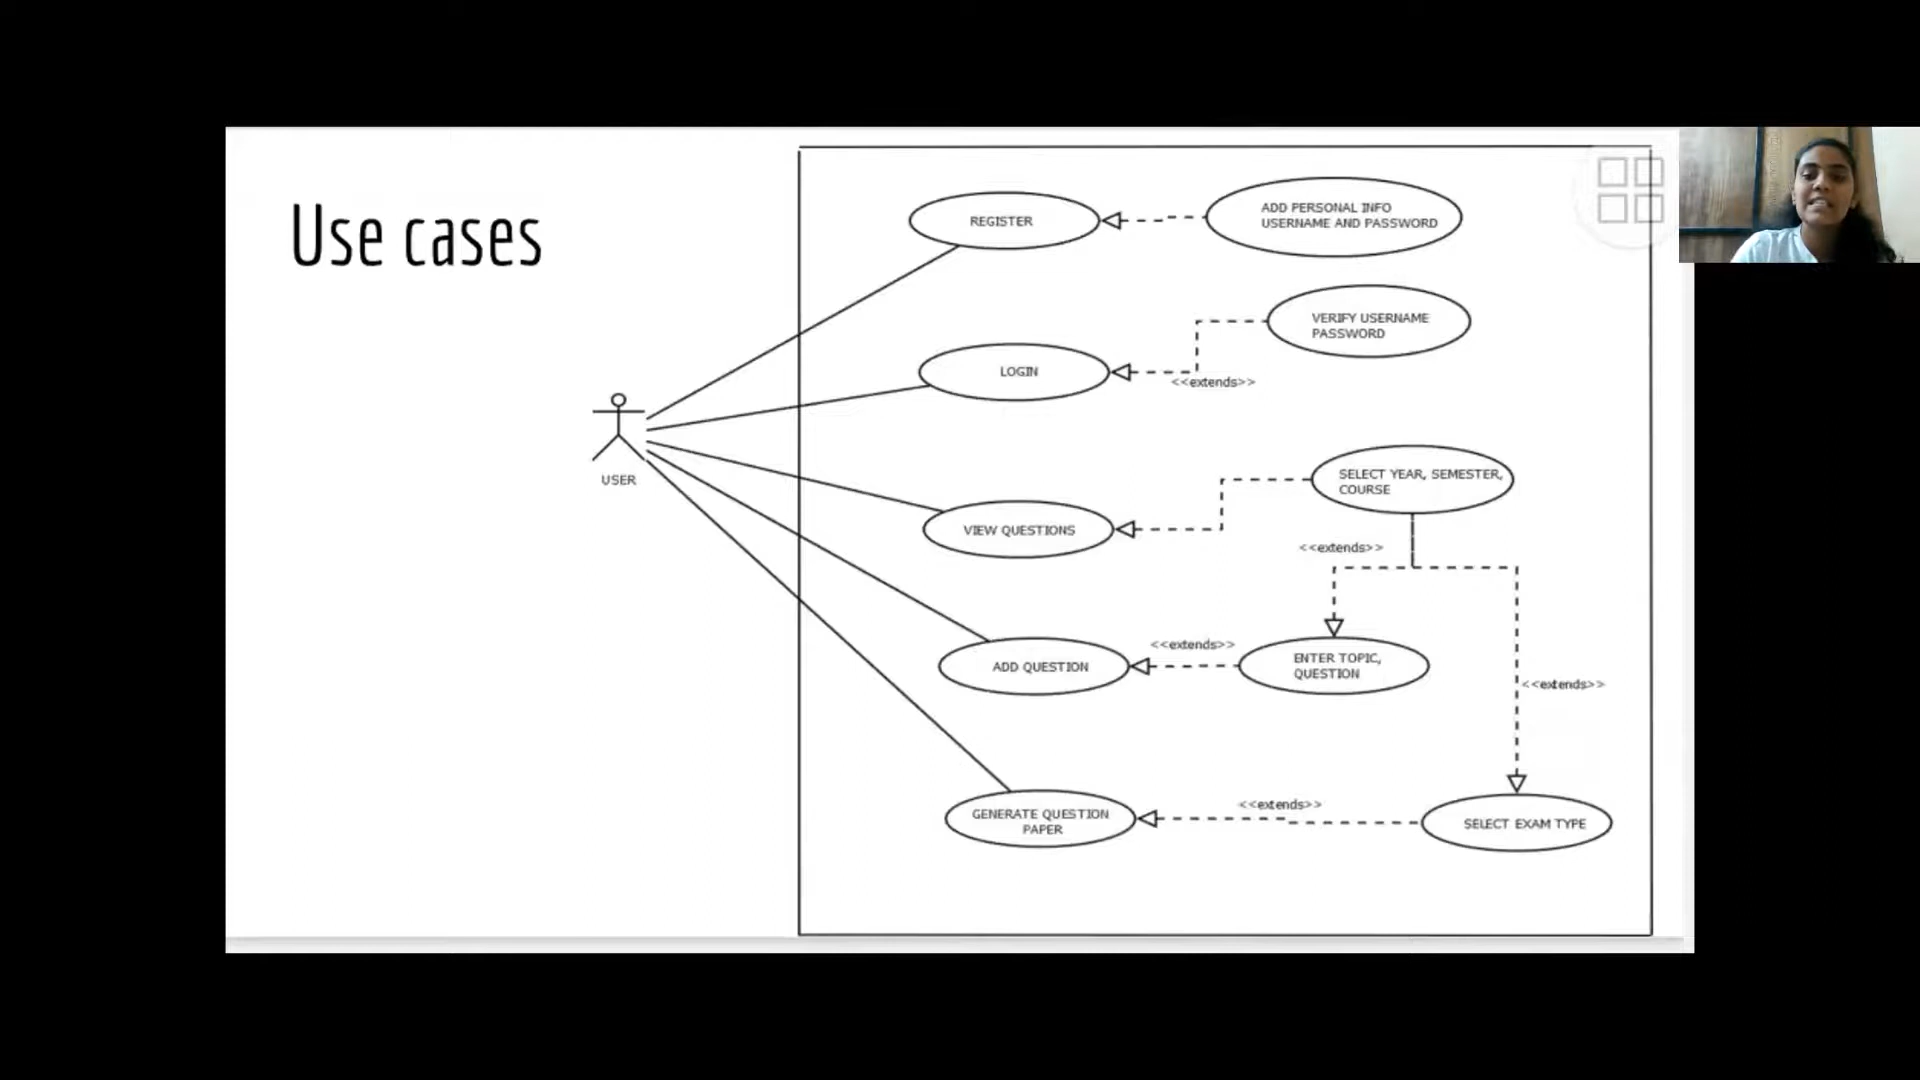 Use cases
REGISTER
ADD PERSONAL INFO
USERNAME AND PASSWORD
VERIFY USERNAME
PASSWORD
LOGIN
<<extends>>
USER
SELECT YEAR, SEMESTER,
COURSE
VIEW QUESTIONS
<<extends>>
<<extends>>
ADD QUESTION
ENTER TOPIC,
QUESTION
<<extends>>
<<extends>>
GENERATE QUESTION
PAPER
SELECT EXAM TYPE